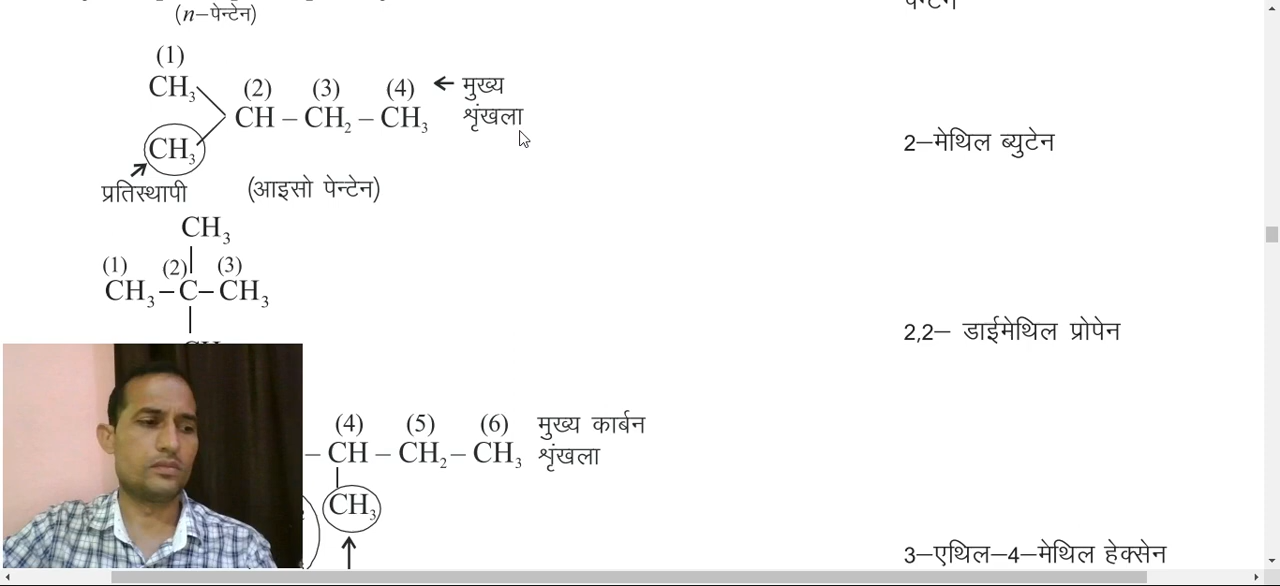 पेन्टेन
(n–पेन्टेन)
(1)
CH₃
(2) (3) (4) ← मुख्य
CH – CH₂ – CH₃ शृंखला
CH₃
2–मेथिल ब्युटेन
प्रतिस्थापी (आइसो पेन्टेन)
CH₃
(1) (2) (3)
CH₃ – C – CH₃
2,2– डाईमेथिल प्रोपेन
(4) (5) (6) मुख्य कार्बन
– CH – CH₂ – CH₃ शृंखला
CH₃
3–एथिल–4–मेथिल हेक्सेन